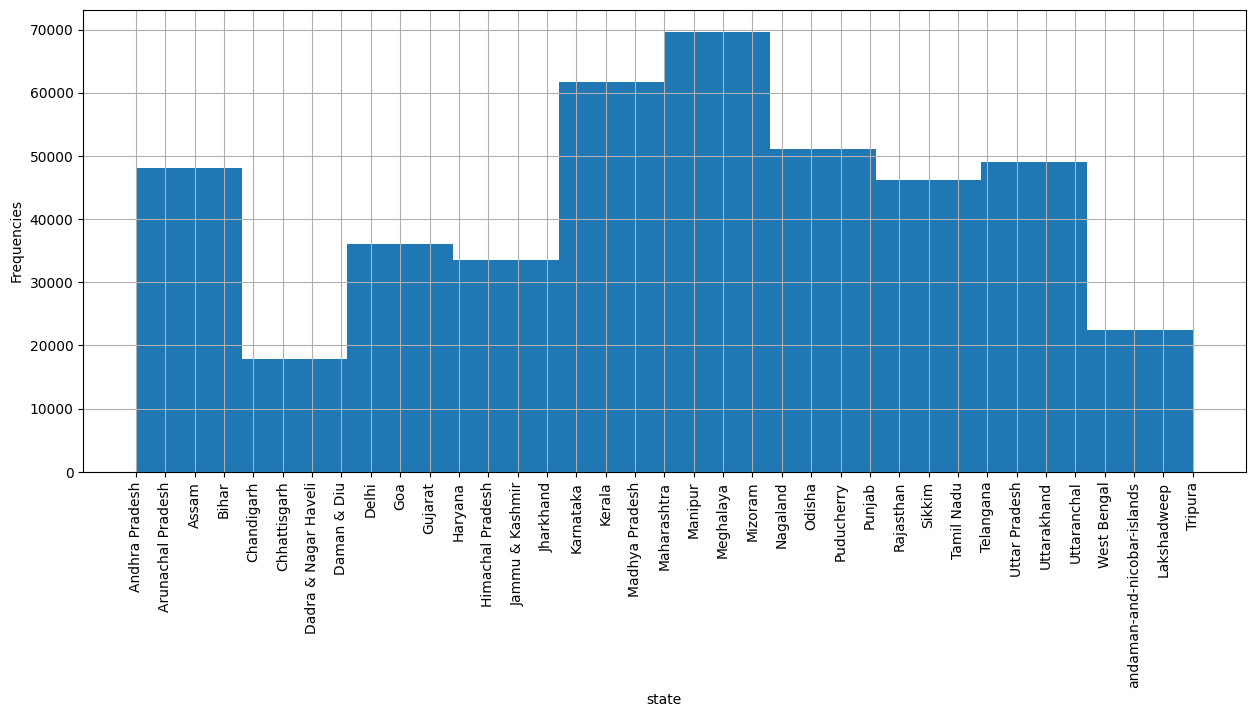 70000
60000
50000
40000
30000
20000
10000
0
Frequencies
Andhra Pradesh
Arunachal Pradesh
Assam
Bihar
Chandigarh
Chhattisgarh
Dadra & Nagar Haveli
Daman & Diu
Delhi
Goa
Gujarat
Haryana
Himachal Pradesh
Jammu & Kashmir
Jharkhand
Karnataka
Kerala
Madhya Pradesh
Maharashtra
Manipur
Meghalaya
Mizoram
Nagaland
Odisha
Puducherry
Punjab
Rajasthan
Sikkim
Tamil Nadu
Telangana
Uttar Pradesh
Uttarakhand
Uttaranchal
West Bengal
andaman-and-nicobar-islands
Lakshadweep
Tripura
state